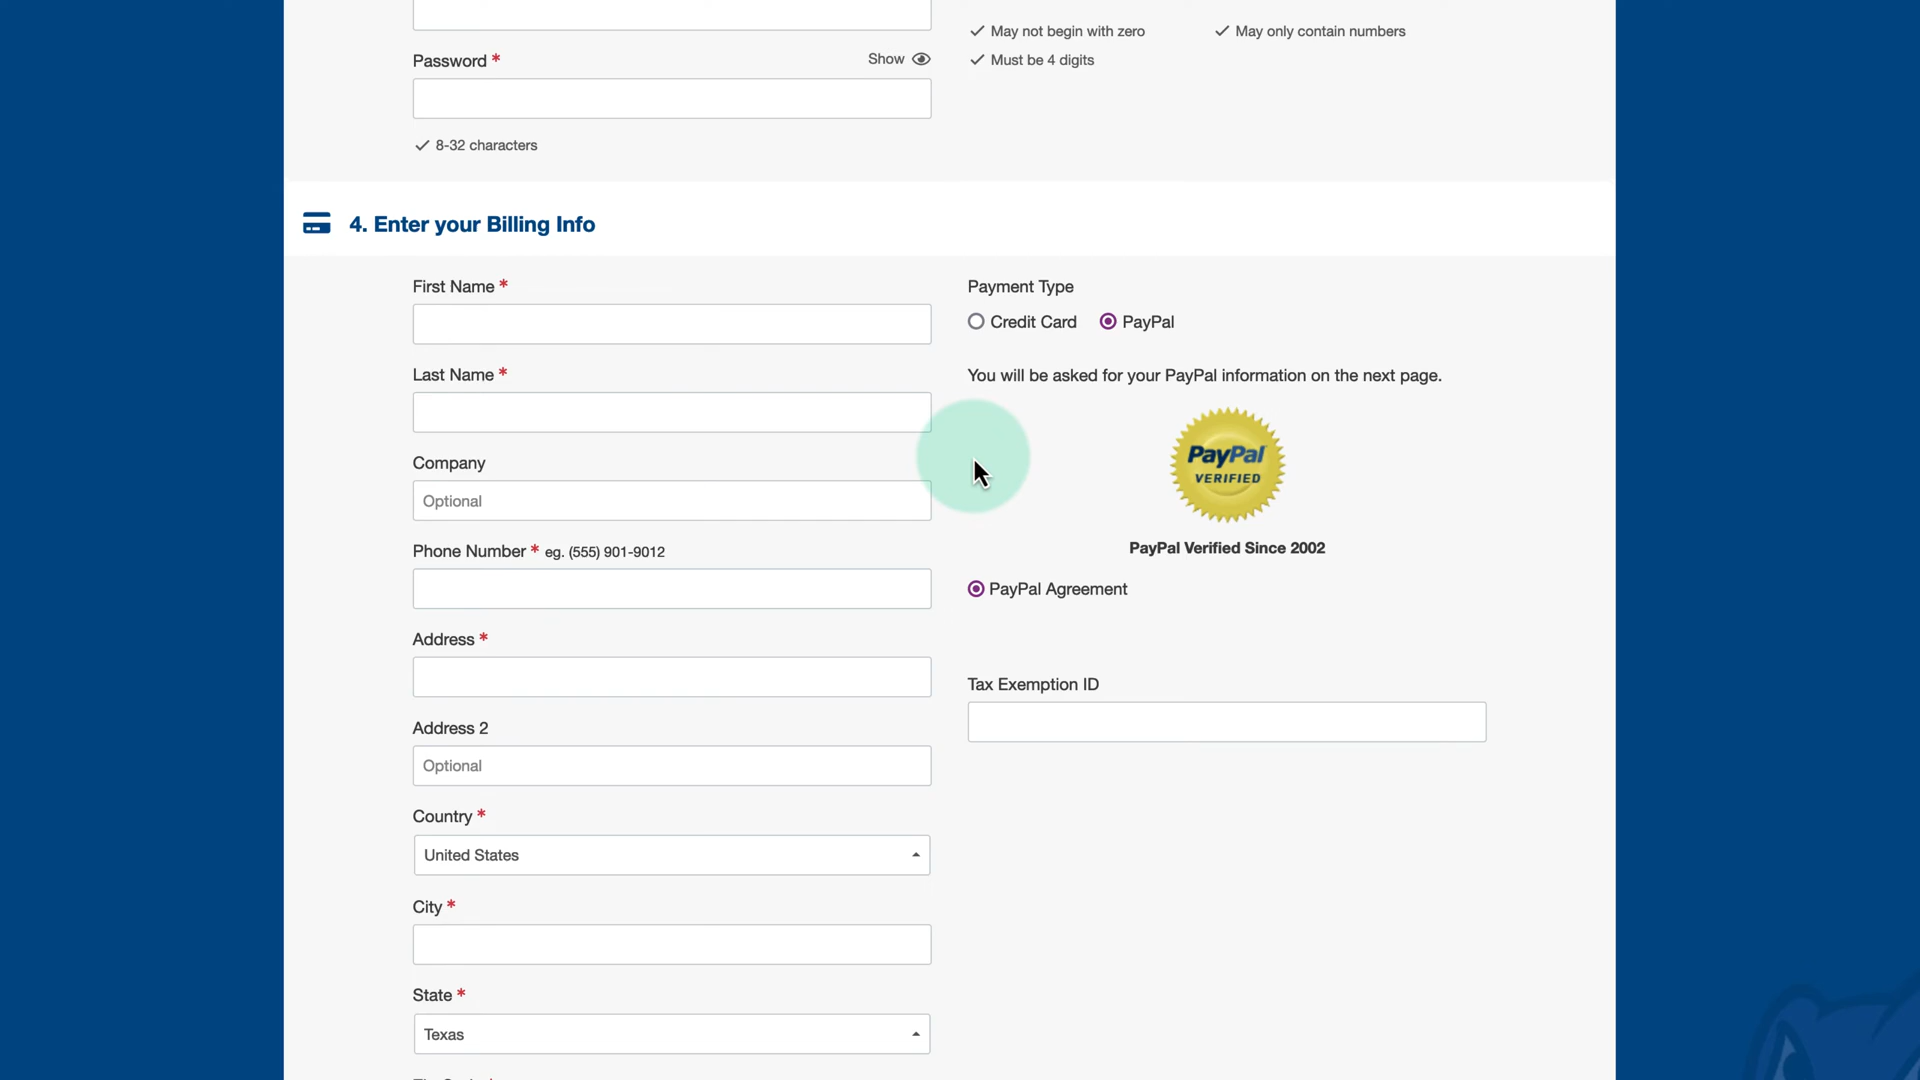 May not begin with zero
May only contain numbers
Password *
Show
Must be 4 digits
8-32 characters
4. Enter your Billing Info
First Name *
Payment Type
Credit Card
PayPal
Last Name *
You will be asked for your PayPal information on the next page.
PayPal
VERIFIED
Company
Optional
PayPal Verified Since 2002
Phone Number * eg. (555) 901-9012
PayPal Agreement
Address *
Tax Exemption ID
Address 2
Optional
Country *
United States
City *
State *
Texas